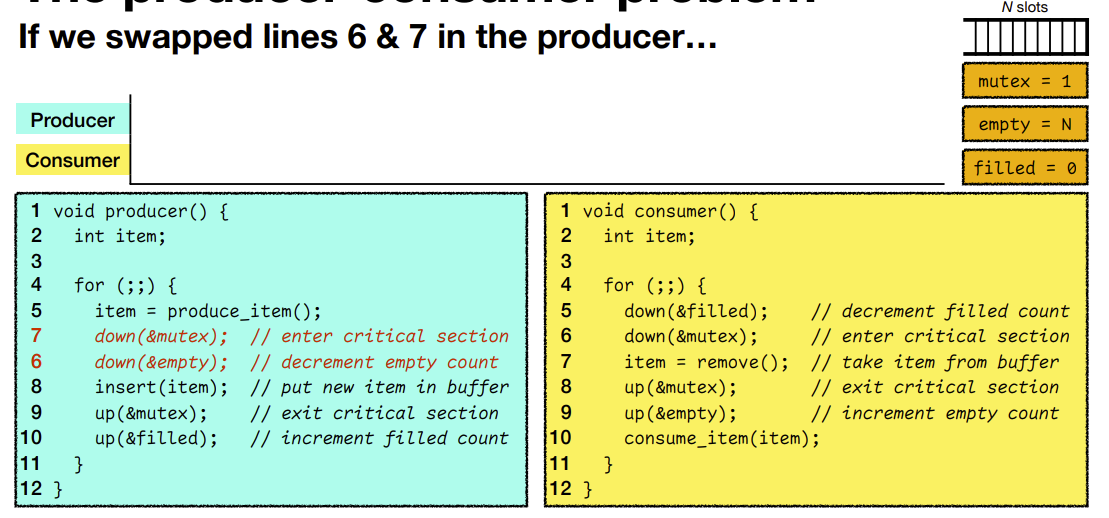 If we swapped lines 6 & 7 in the producer...
N slots
mutex = 1
empty = N
filled = 0
Producer
Consumer
1 void producer() {
2 int item;
3
4 for (;;) {
5 item = produce_item();
7 down(&mutex); // enter critical section
6 down(&empty); // decrement empty count
8 insert(item); // put new item in buffer
9 up(&mutex); // exit critical section
10 up(&filled); // increment filled count
11 }
12 }
1 void consumer() {
2 int item;
3
4 for (;;) {
5 down(&filled); // decrement filled count
6 down(&mutex); // enter critical section
7 item = remove(); // take item from buffer
8 up(&mutex); // exit critical section
9 up(&empty); // increment empty count
10 consume_item(item);
11 }
12 }